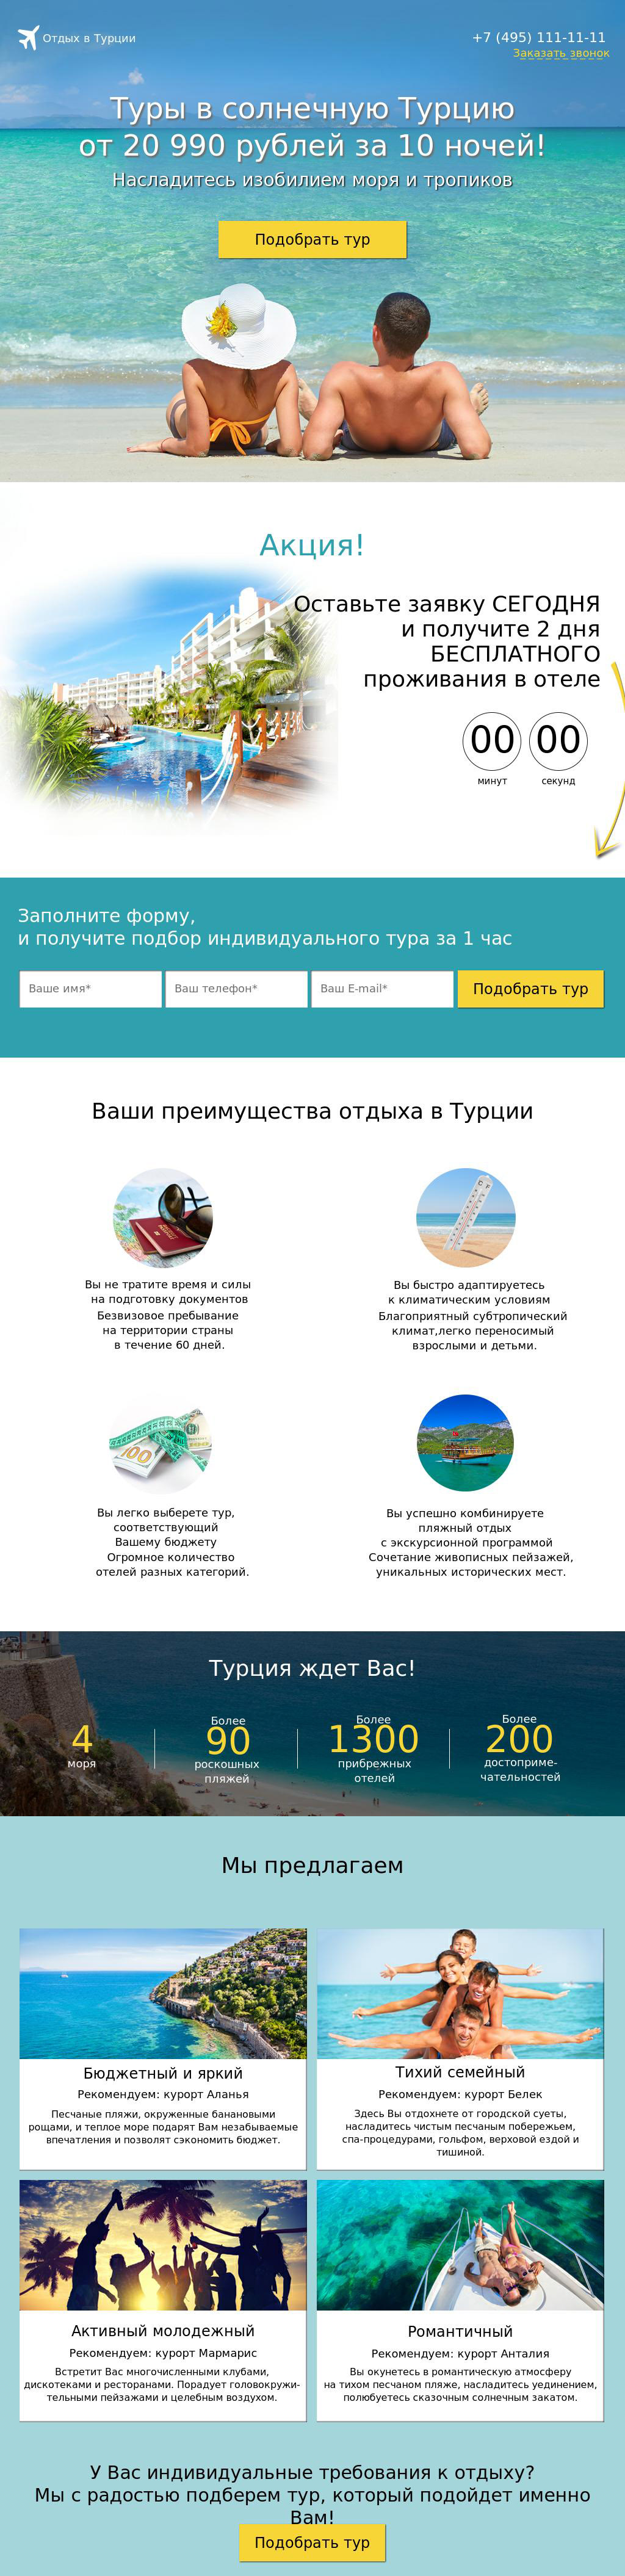 Отдых в Турции
+7 (495) 111-11-11
Заказать звонок
Туры в солнечную Турцию
от 20 990 рублей за 10 ночей!
Насладитесь изобилием моря и тропиков
Подобрать тур
Акция!
Оставьте заявку СЕГОДНЯ
и получите 2 дня
БЕСПЛАТНОГО
проживания в отеле
00 00
минут секунд
Заполните форму,
и получите подбор индивидуального тура за 1 час
Ваше имя* Ваш телефон* Ваш E-mail* Подобрать тур
Ваши преимущества отдыха в Турции
Вы не тратите время и силы
на подготовку документов
Безвизовое пребывание
на территории страны
в течение 60 дней.
Вы быстро адаптируетесь
к климатическим условиям
Благоприятный субтропический
климат,легко переносимый
взрослыми и детьми.
Вы легко выберете тур,
соответствующий
Вашему бюджету
Огромное количество
отелей разных категорий.
Вы успешно комбинируете
пляжный отдых
с экскурсионной программой
Сочетание живописных пейзажей,
уникальных исторических мест.
Турция ждет Вас!
4
моря
Более
90
роскошных
пляжей
Более
1300
прибрежных
отелей
Более
200
достоприме-
чательностей
Мы предлагаем
Бюджетный и яркий
Рекомендуем: курорт Аланья
Песчаные пляжи, окруженные банановыми
рощами, и теплое море подарят Вам незабываемые
впечатления и позволят сэкономить бюджет.
Тихий семейный
Рекомендуем: курорт Белек
Здесь Вы отдохнете от городской суеты,
насладитесь чистым песчаным побережьем,
спа-процедурами, гольфом, верховой ездой и
тишиной.
Активный молодежный
Рекомендуем: курорт Мармарис
Встретит Вас многочисленными клубами,
дискотеками и ресторанами. Порадует головокружи-
тельными пейзажами и целебным воздухом.
Романтичный
Рекомендуем: курорт Анталия
Вы окунетесь в романтическую атмосферу
на тихом песчаном пляже, насладитесь уединением,
полюбуетесь сказочным солнечным закатом.
У Вас индивидуальные требования к отдыху?
Мы с радостью подберем тур, который подойдет именно
Вам!
Подобрать тур